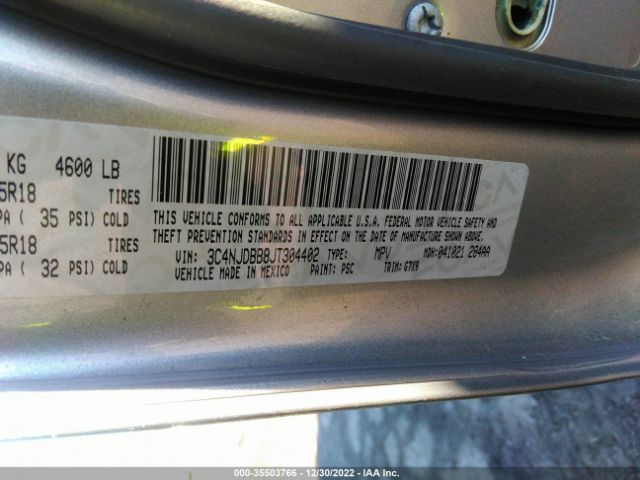 KG 4600 LB
5R18 TIRES
PA ( 35 PSI) COLD
5R18 TIRES
PA ( 32 PSI) COLD
THIS VEHICLE CONFORMS TO ALL APPLICABLE U.S.A. FEDERAL MOTOR VEHICLE SAFETY AND
THEFT PREVENTION STANDARDS IN EFFECT ON THE DATE OF MANUFACTURE SHOWN ABOVE.
VIN: 3C4NJDBB8JT304402 TYPE: MPV MDH:041021 284AA
VEHICLE MADE IN MEXICO PAINT: PSC TRIM: G7X9
000-35503766 - 12/30/2022 - IAA Inc.